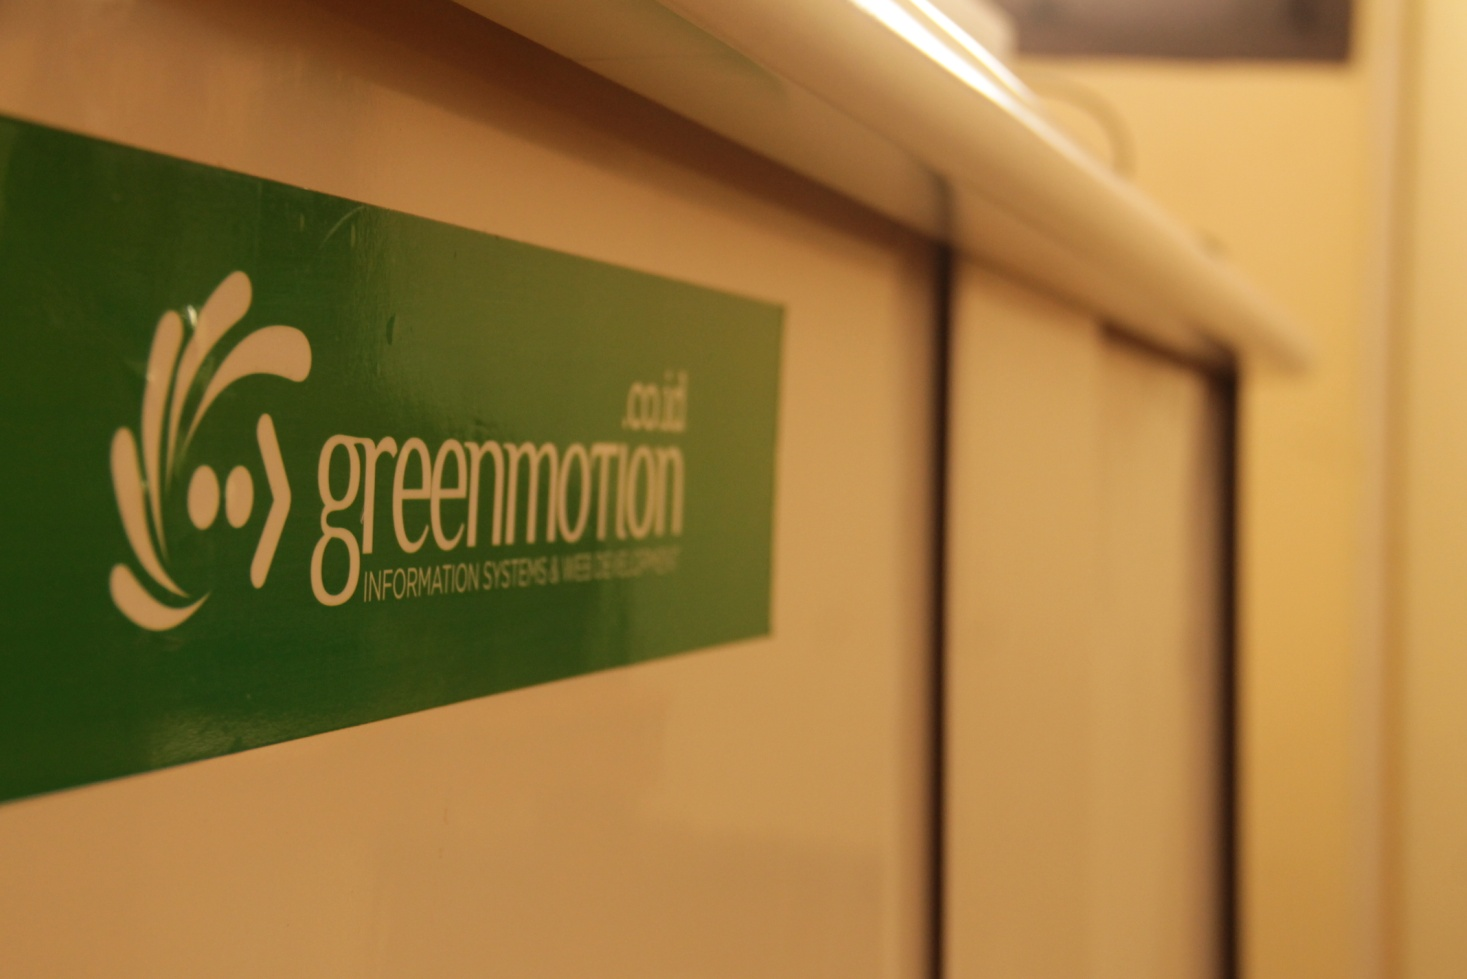 .co.id
greenmotion
INFORMATION SYSTEMS & WEB DEVELOPMENT